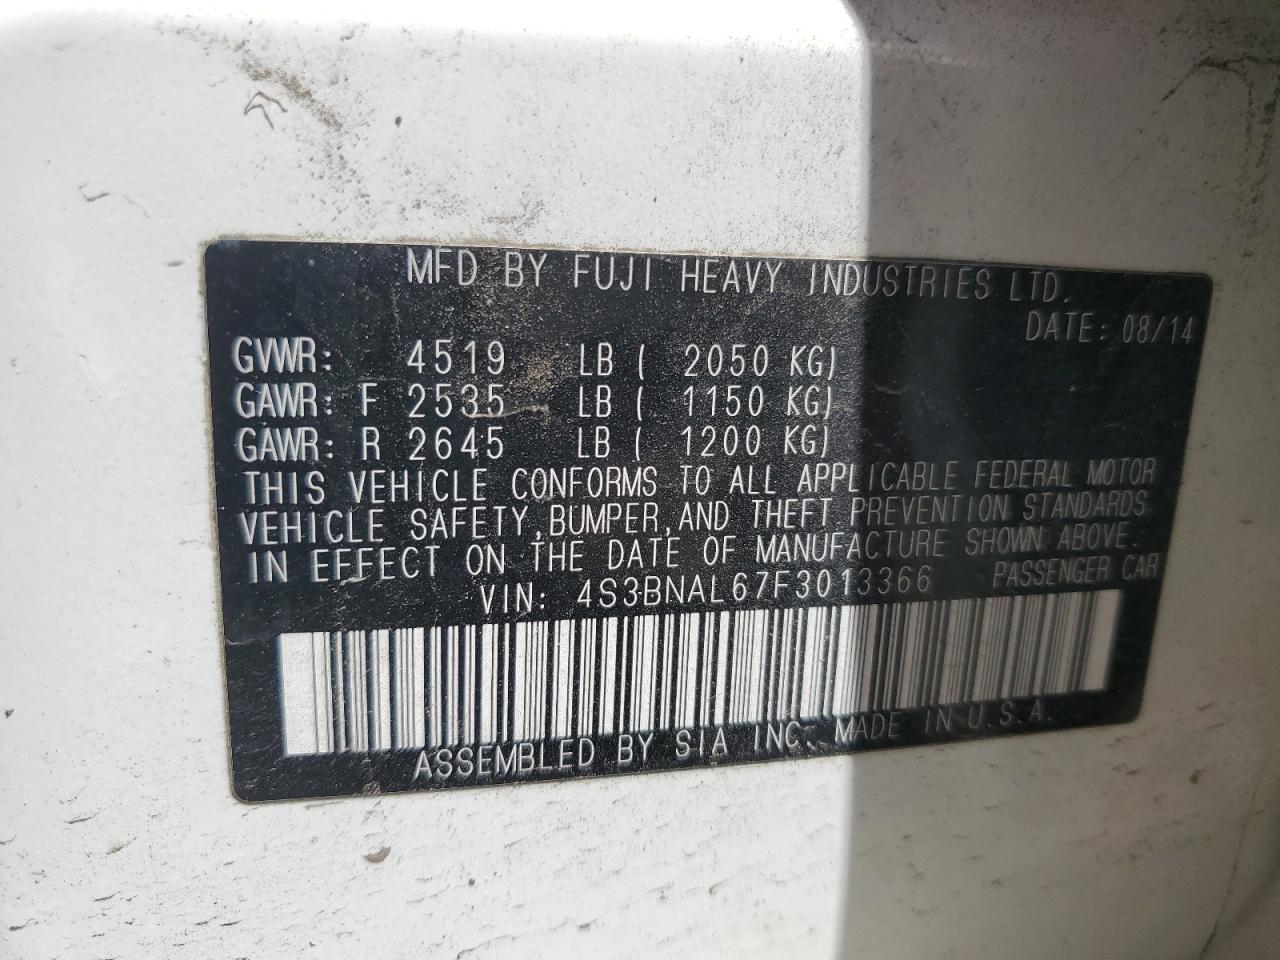 MFD BY FUJI HEAVY INDUSTRIES LTD.
DATE: 08/14
GVWR: 4519 LB ( 2050 KG)
GAWR: F 2535 LB ( 1150 KG)
GAWR: R 2645 LB ( 1200 KG)
THIS VEHICLE CONFORMS TO ALL APPLICABLE FEDERAL MOTOR
VEHICLE SAFETY, BUMPER, AND THEFT PREVENTION STANDARDS
IN EFFECT ON THE DATE OF MANUFACTURE SHOWN ABOVE.
VIN: 4S3BNAL67F3013366 PASSENGER CAR
ASSEMBLED BY SIA INC. MADE IN U.S.A.